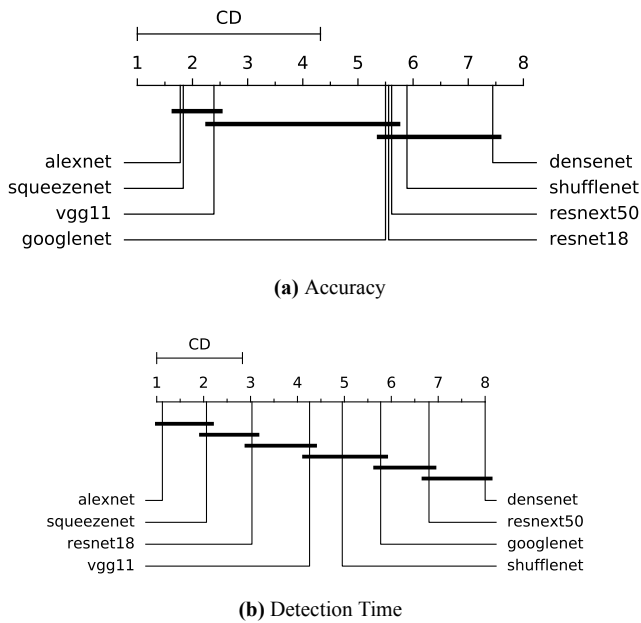 CD
1 2 3 4 5 6 7 8
alexnet densenet
squeezenet shufflenet
vgg11 resnext50
googlenet resnet18
(a) Accuracy
CD
1 2 3 4 5 6 7 8
alexnet densenet
squeezenet resnext50
resnet18 googlenet
vgg11 shufflenet
(b) Detection Time